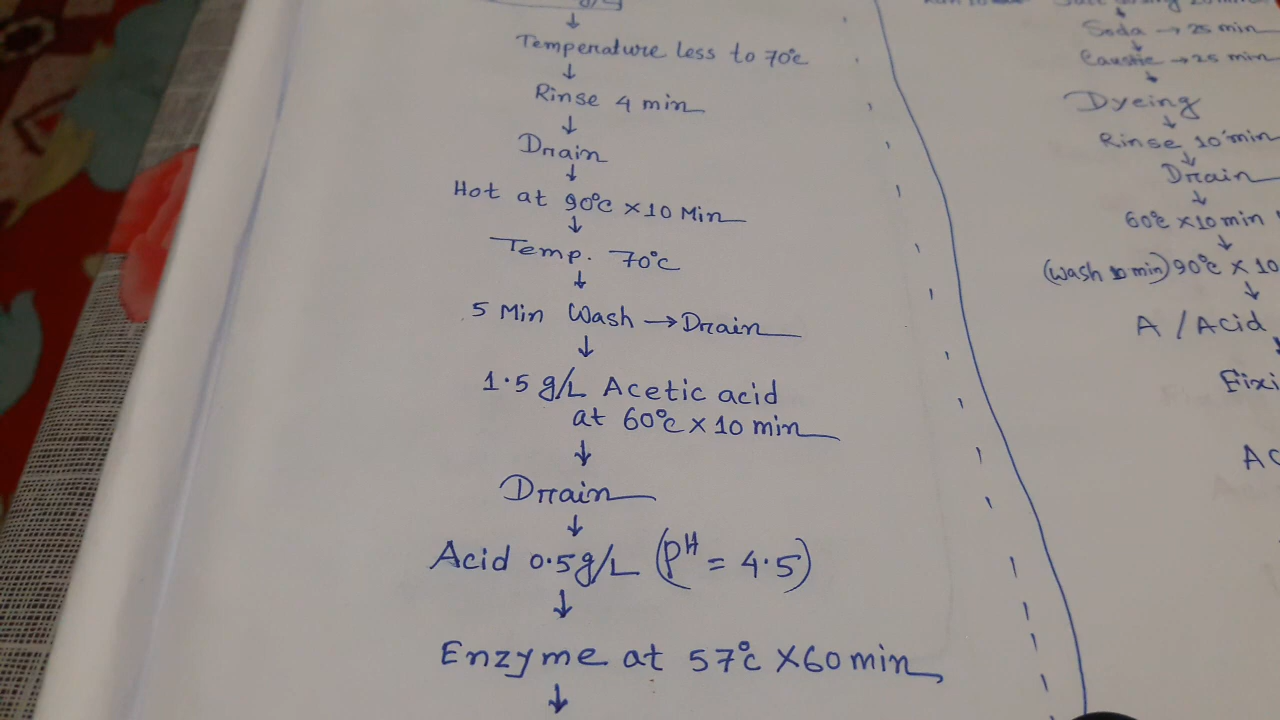 Temperature less to 70°c
↓
Rinse 4 min
↓
Drain
↓
Hot at 90°c × 10 Min
↓
Temp. 70°c
↓
5 Min Wash → Drain
↓
1.5 g/L Acetic acid
at 60°c × 10 min
↓
Drain
↓
Acid 0.5g/L (pH = 4.5)
↓
Enzyme at 57°c × 60 min
↓
Soda → 25 min
↓
Caustic → 25 min
↓
Dyeing
↓
Rinse 10 min
↓
Drain
↓
60°c × 10 min
↓
(Wash min) 90°c × 10
↓
A / Acid